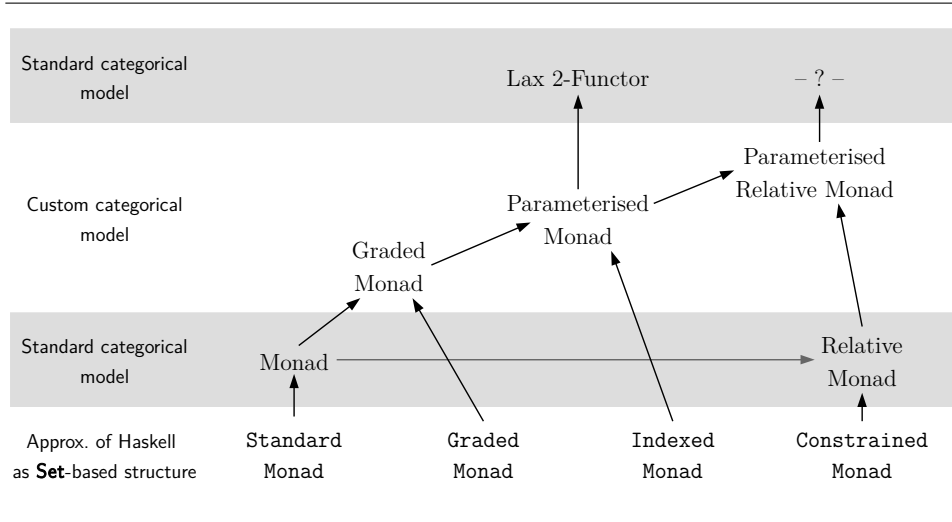 Standard categorical
model
Lax 2-Functor
– ? –
Custom categorical
model
Parameterised
Relative Monad
Parameterised
Monad
Graded
Monad
Standard categorical
model
Monad
Relative
Monad
Approx. of Haskell
as Set-based structure
Standard
Monad
Graded
Monad
Indexed
Monad
Constrained
Monad